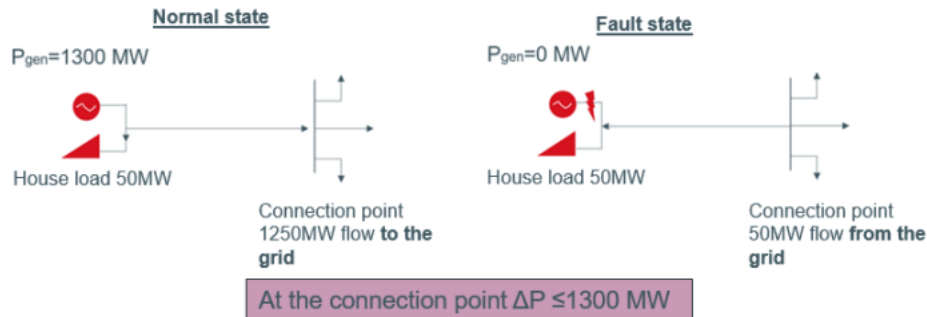 Normal state
Pgen=1300 MW
House load 50MW
Connection point
1250MW flow to the
grid
Fault state
Pgen=0 MW
House load 50MW
Connection point
50MW flow from the
grid
At the connection point ΔP ≤1300 MW